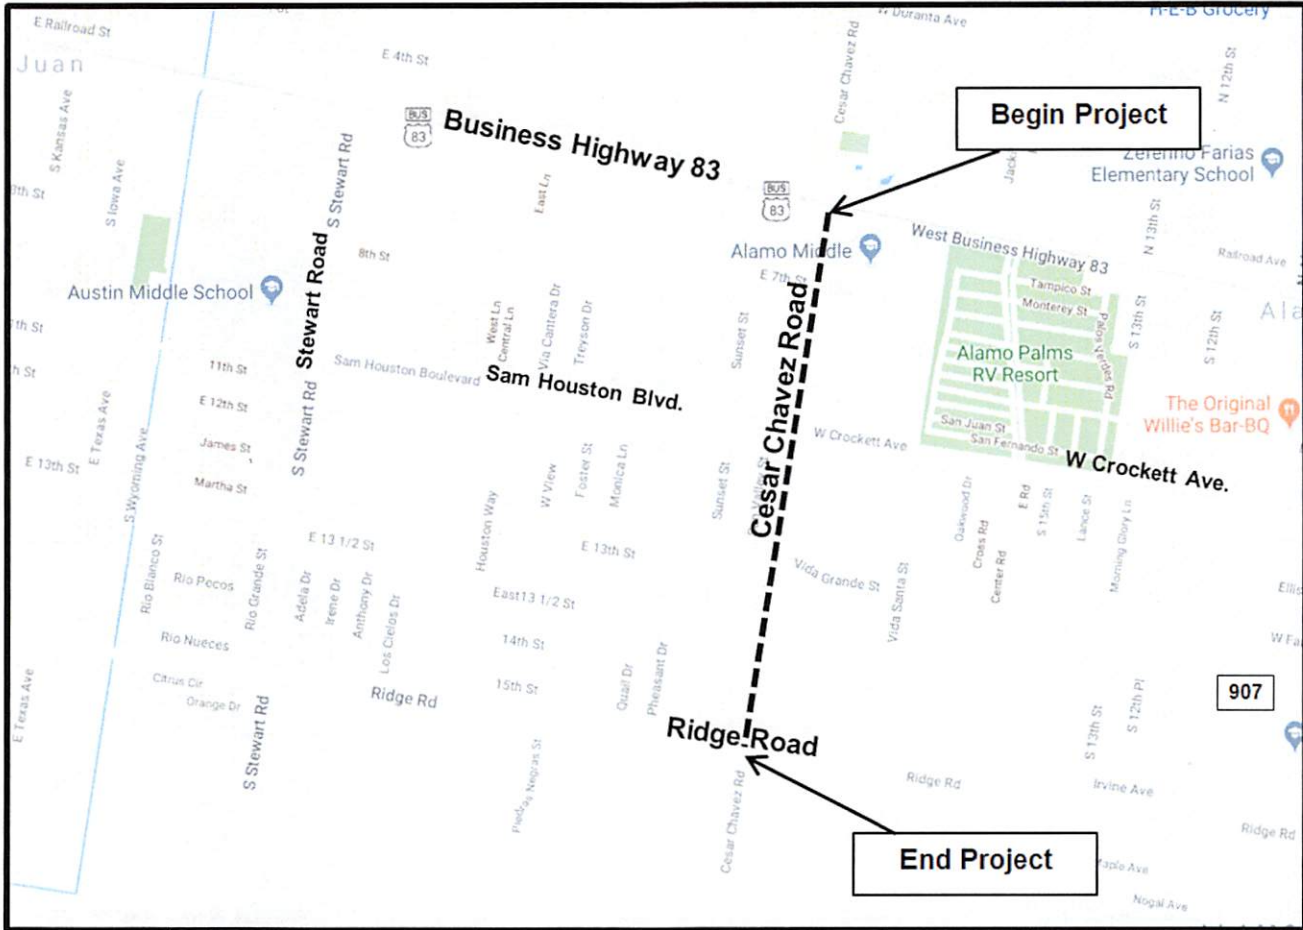 E Railroad St
Juan
S Kansas Ave
S Iowa Ave
E 4th St
S Stewart Rd
BUS
83
Business Highway 83
East Ln
W Duranta Ave
Cesar Chavez Rd
H-E-B Grocery
N 12th St
Begin Project
Zeferino Farias
Elementary School
BUS
83
8th St
8th St
Stewart Road
Austin Middle School
Alamo Middle
E 7th St
West Business Highway 83
N 13th St
Railroad Ave
Tampico St
Monterey St
Palos Verdes Rd
S 13th St
S 12th St
Alamo Palms
RV Resort
West Ln
Central Ln
Via Cantera Dr
Treyson Dr
Sunset St
Cesar Chavez Road
11th St
Sam Houston Boulevard
Sam Houston Blvd.
E 12th St
S Stewart Rd
E Texas Ave
James St
Martha St
E 13th St
S Wyoming Ave
The Original
Willie's Bar-BQ
San Juan St
San Fernando St
W Crockett Ave
W Crockett Ave.
W View
Foster St
Monica Ln
Sunset St
Houston Way
Oakwood Dr
Cross Rd
Center Rd
E Rd
S 15th St
Lance St
Morning Glory Ln
E 13 1/2 St
E 13th St
Rio Blanco St
Rio Pecos
Rio Grande St
Adela Dr
Irene Dr
Anthony Dr
Los Cielos Dr
East13 1/2 St
Vida Grande St
Vida Santa St
Rio Nueces
14th St
Citrus Cir
Orange Dr
Ridge Rd
15th St
Quail Dr
Pheasant Dr
E Texas Ave
S Stewart Rd
907
S 12th Pl
S 13th St
Ridge Road
Piedras Negras St
Cesar Chavez Rd
Ridge Rd
Irvine Ave
Ridge Rd
End Project
Nogal Ave